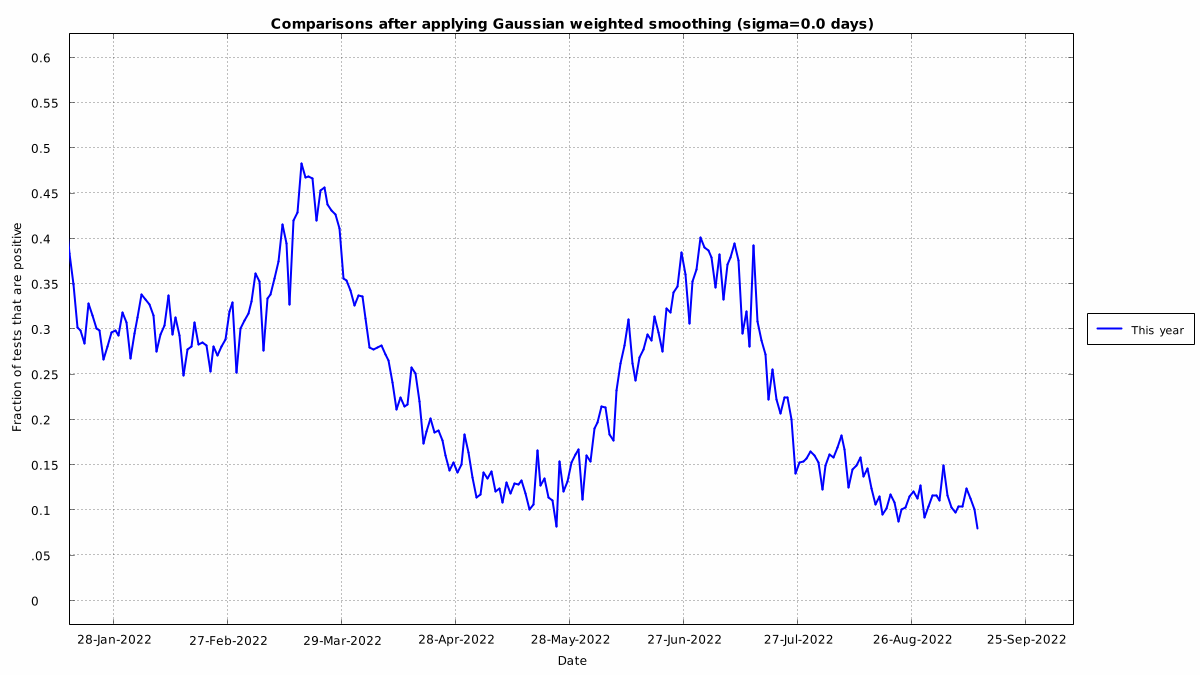 Comparisons after applying Gaussian weighted smoothing (sigma=0.0 days)
0.6
0.55
0.5
0.45
0.4
0.35
0.3
0.25
0.2
0.15
0.1
.05
0
Fraction of tests that are positive
This year
28-Jan-2022 27-Feb-2022 29-Mar-2022 28-Apr-2022 28-May-2022 27-Jun-2022 27-Jul-2022 26-Aug-2022 25-Sep-2022
Date